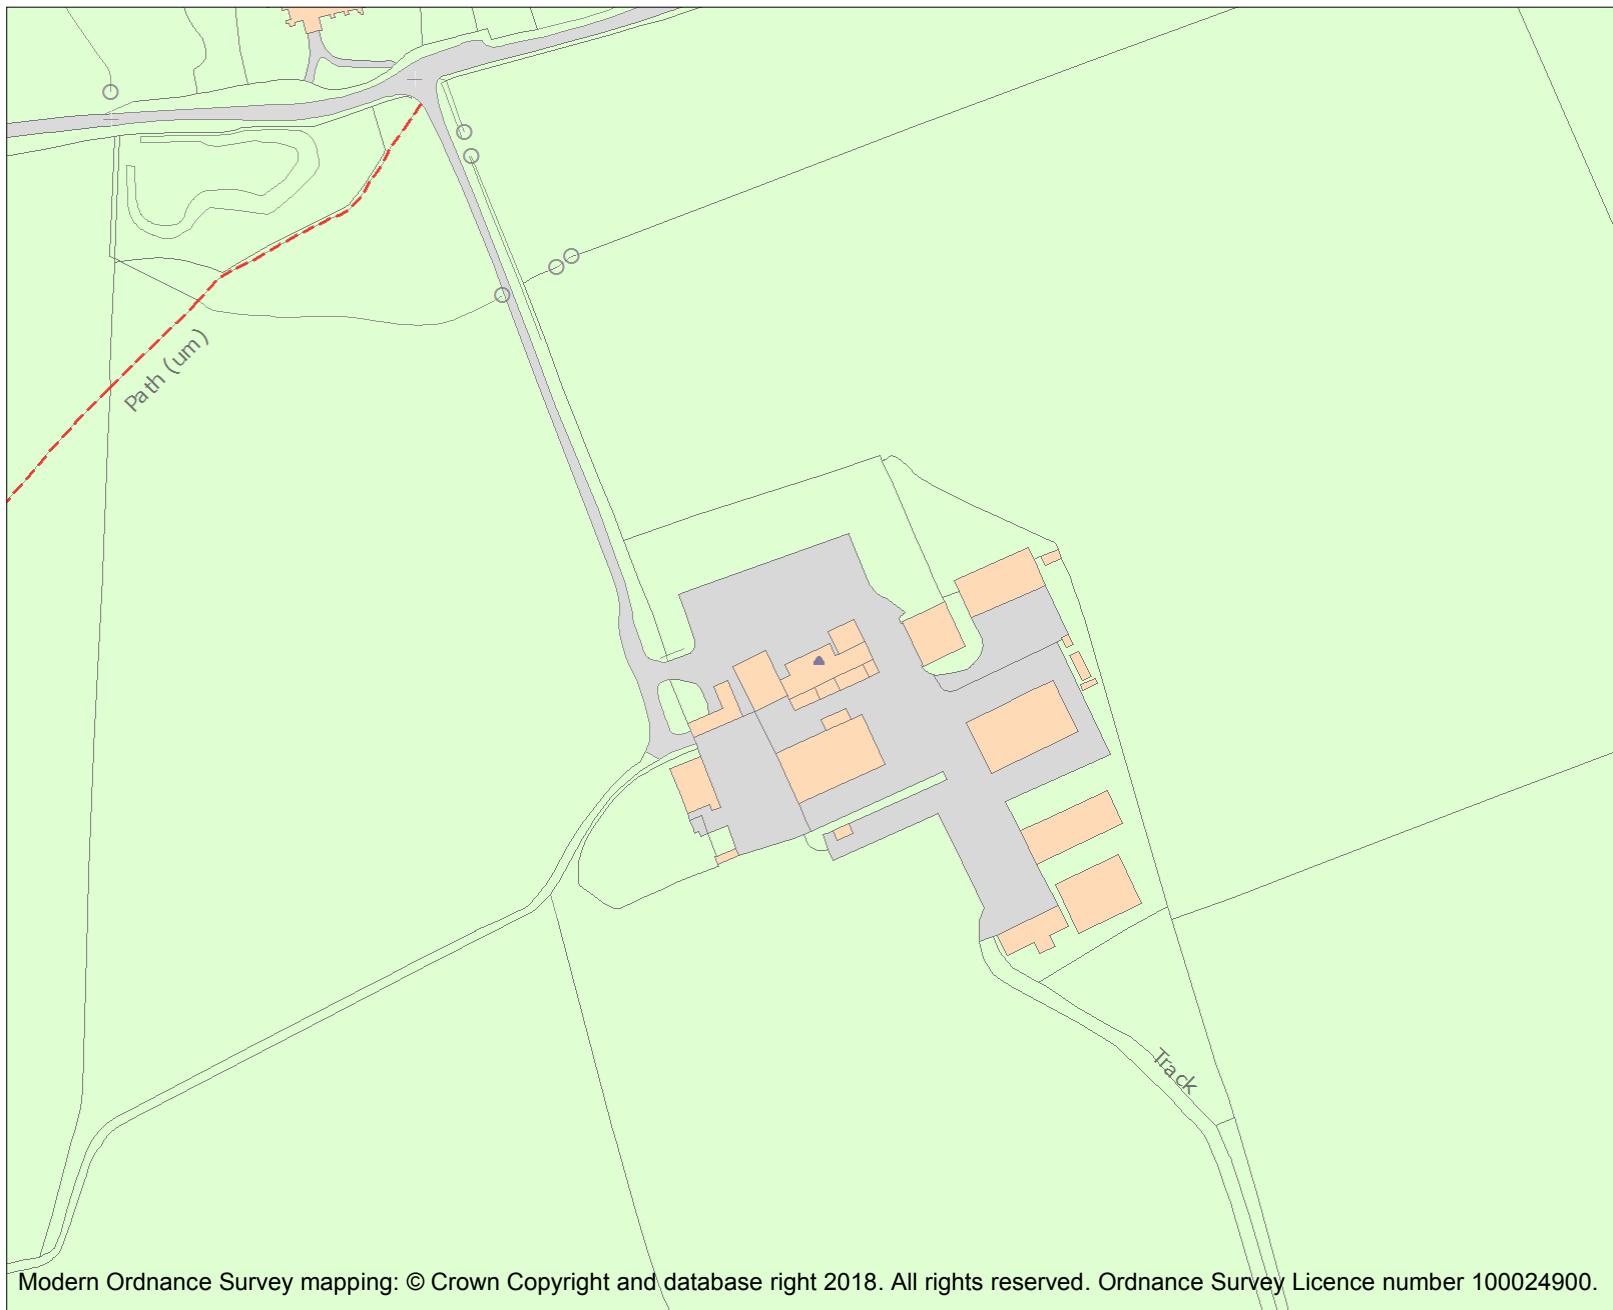 Path (um)
Track
Modern Ordnance Survey mapping: © Crown Copyright and database right 2018. All rights reserved. Ordnance Survey Licence number 100024900.